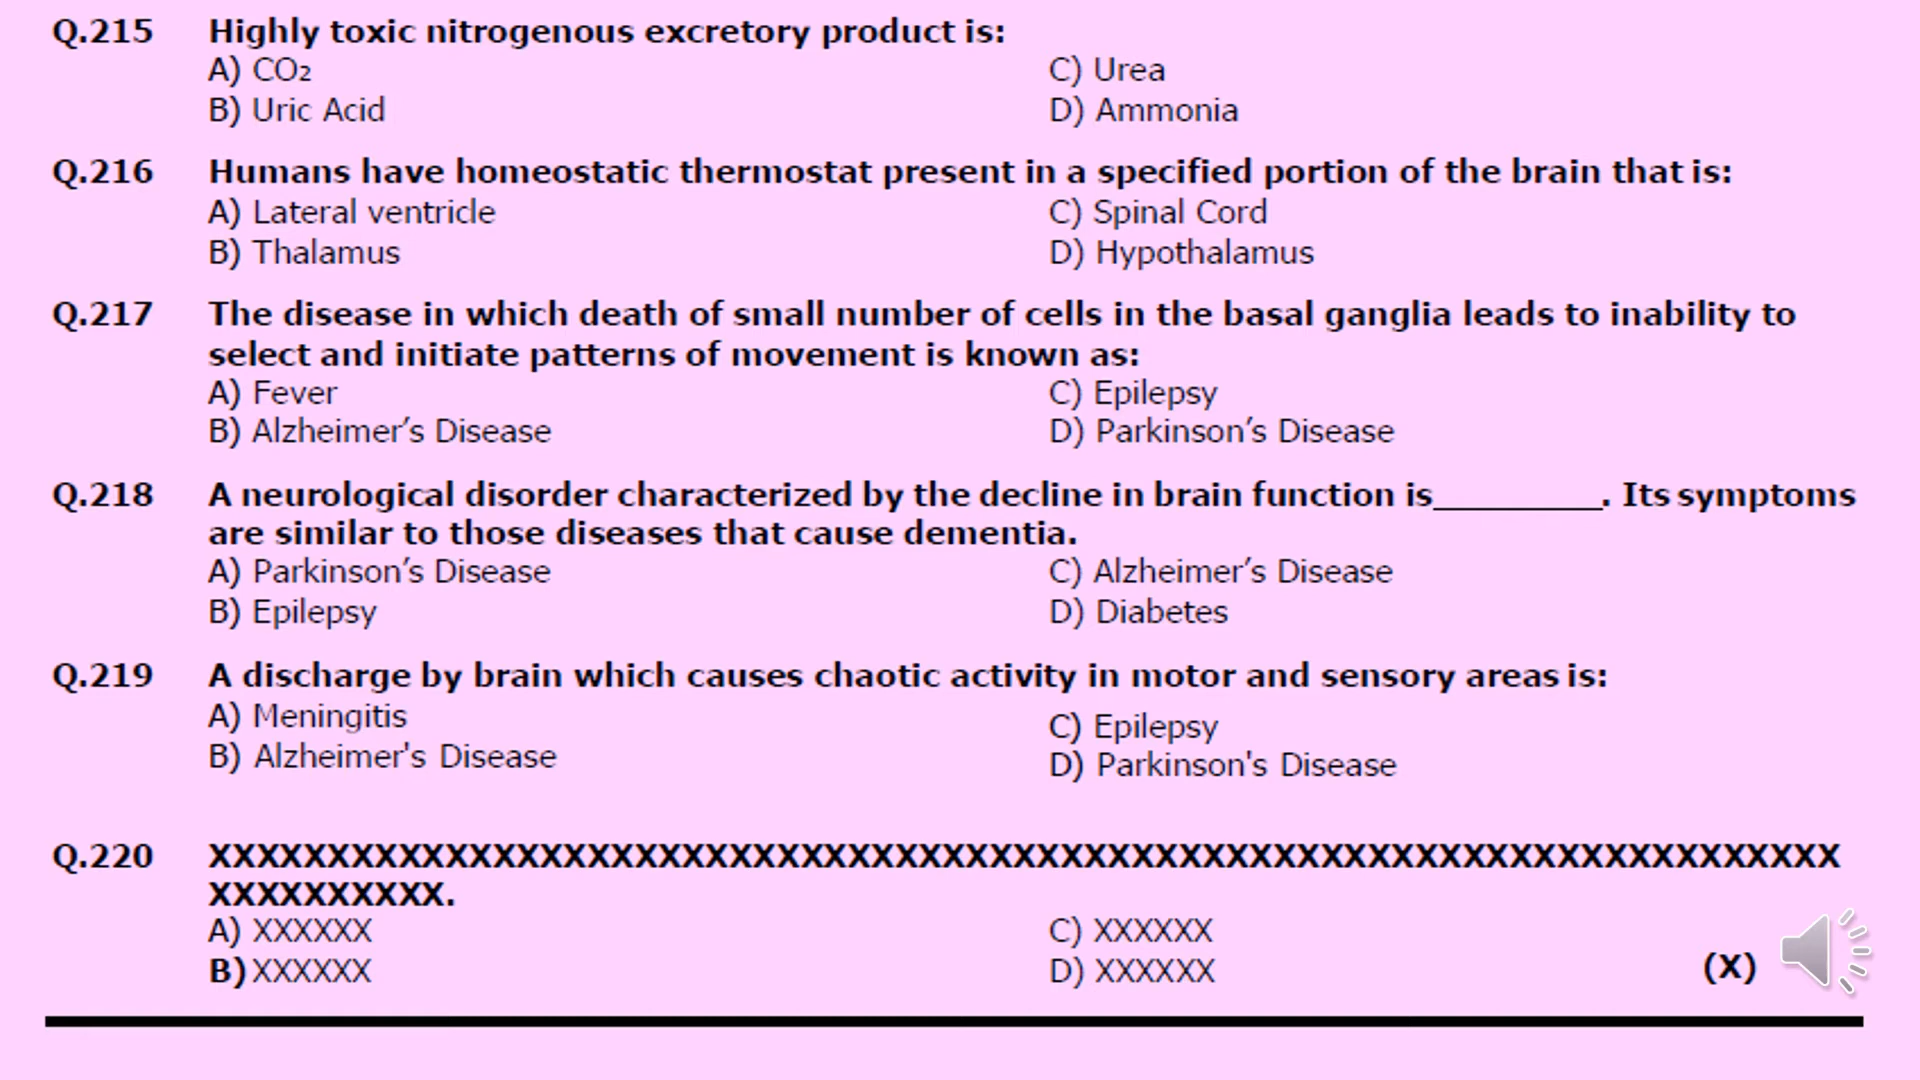 Q.215 Highly toxic nitrogenous excretory product is:
A) CO₂ C) Urea
B) Uric Acid D) Ammonia
Q.216 Humans have homeostatic thermostat present in a specified portion of the brain that is:
A) Lateral ventricle C) Spinal Cord
B) Thalamus D) Hypothalamus
Q.217 The disease in which death of small number of cells in the basal ganglia leads to inability to
select and initiate patterns of movement is known as:
A) Fever C) Epilepsy
B) Alzheimer’s Disease D) Parkinson’s Disease
Q.218 A neurological disorder characterized by the decline in brain function is__________. Its symptoms
are similar to those diseases that cause dementia.
A) Parkinson’s Disease C) Alzheimer’s Disease
B) Epilepsy D) Diabetes
Q.219 A discharge by brain which causes chaotic activity in motor and sensory areas is:
A) Meningitis C) Epilepsy
B) Alzheimer's Disease D) Parkinson's Disease
Q.220 XXXXXXXXXXXXXXXXXXXXXXXXXXXXXXXXXXXXXXXXXXXXXXXXXXXXXXXXXXXXXXXXXXXXX
XXXXXXXXXX.
A) XXXXXX C) XXXXXX
B) XXXXXX D) XXXXXX (X)